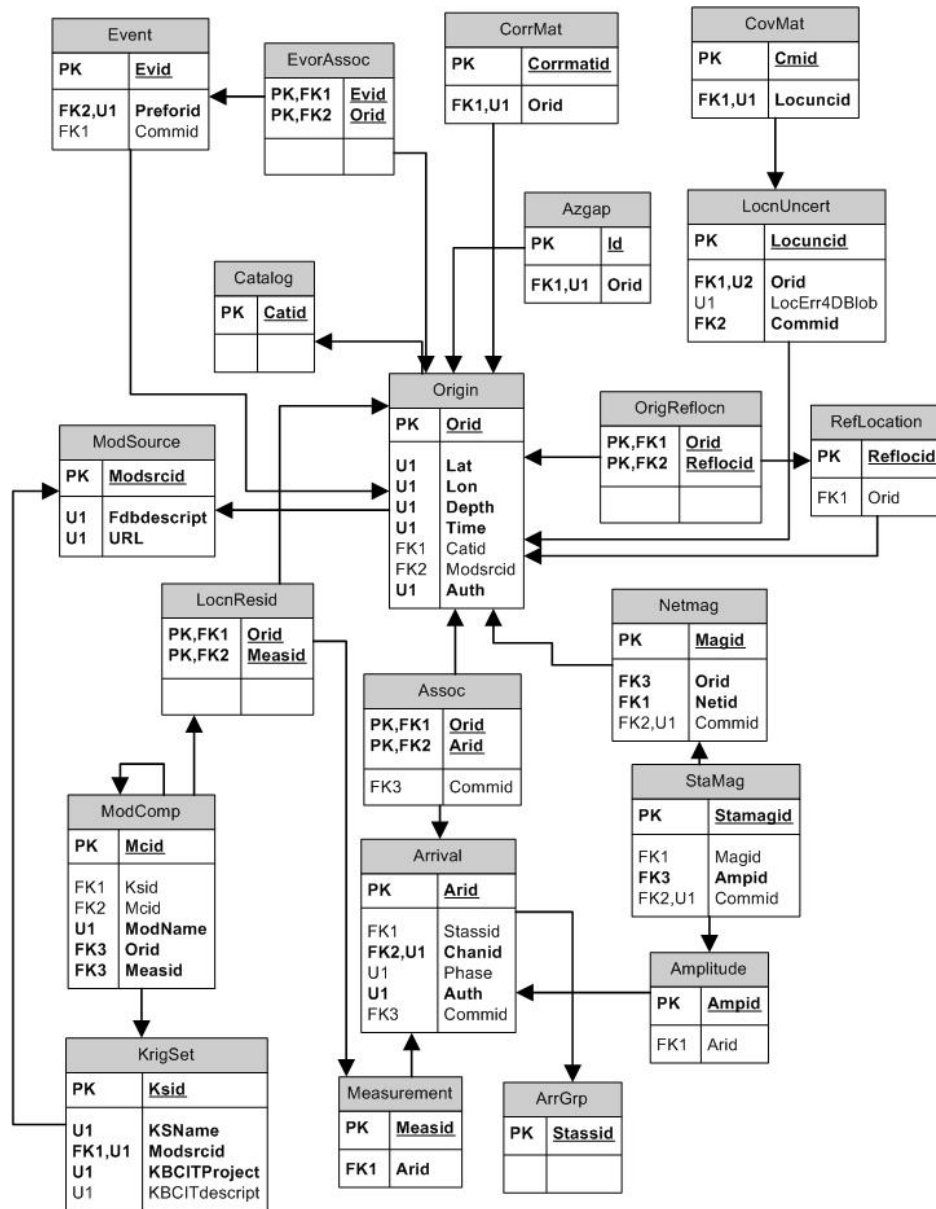 Event
PK Evid
FK2,U1 Preforid
FK1 Commid
EvorAssoc
PK,FK1 Evid
PK,FK2 Orid
CorrMat
PK Corrmatid
FK1,U1 Orid
CovMat
PK Cmid
FK1,U1 Locuncid
Azgap
PK Id
FK1,U1 Orid
LocnUncert
PK Locuncid
FK1,U2 Orid
U1 LocErr4DBlob
FK2 Commid
Catalog
PK Catid
Origin
PK Orid
U1 Lat
U1 Lon
U1 Depth
U1 Time
FK1 Catid
FK2 Modsrcid
U1 Auth
OrigReflocn
PK,FK1 Orid
PK,FK2 Reflocid
RefLocation
PK Reflocid
FK1 Orid
ModSource
PK Modsrcid
U1 Fdbdescript
U1 URL
LocnResid
PK,FK1 Orid
PK,FK2 Measid
Netmag
PK Magid
FK3 Orid
FK1 Netid
FK2,U1 Commid
Assoc
PK,FK1 Orid
PK,FK2 Arid
FK3 Commid
StaMag
PK Stamagid
FK1 Magid
FK3 Ampid
FK2,U1 Commid
ModComp
PK Mcid
FK1 Ksid
FK2 Mcid
U1 ModName
FK3 Orid
FK3 Measid
Arrival
PK Arid
FK1 Stassid
FK2,U1 Chanid
U1 Phase
U1 Auth
FK3 Commid
Amplitude
PK Ampid
FK1 Arid
KrigSet
PK Ksid
U1 KSName
FK1,U1 Modsrcid
U1 KBCITProject
U1 KBCITdescript
Measurement
PK Measid
FK1 Arid
ArrGrp
PK Stassid